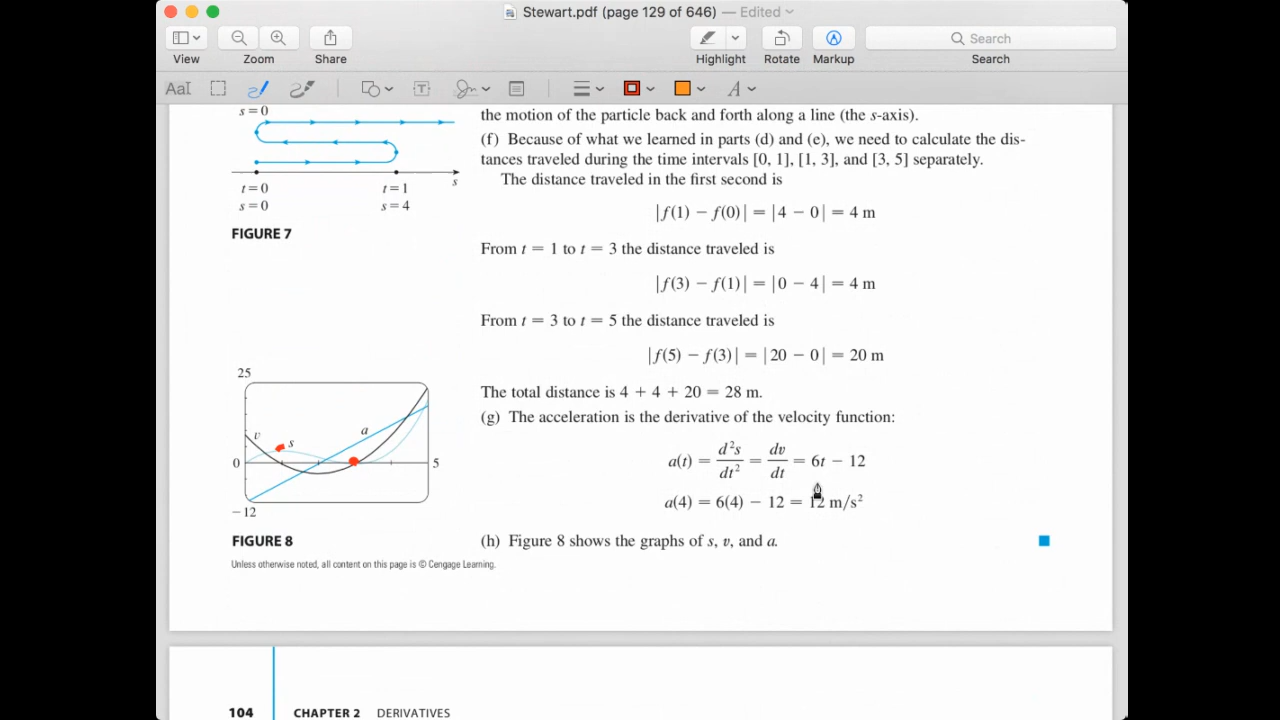 Stewart.pdf (page 129 of 646) — Edited
View
Zoom
Share
Highlight
Rotate
Markup
Search
Search
AaI
T
A
s = 0
t = 0
s = 0
t = 1
s = 4
s
FIGURE 7
the motion of the particle back and forth along a line (the s-axis).
(f) Because of what we learned in parts (d) and (e), we need to calculate the dis-
tances traveled during the time intervals [0, 1], [1, 3], and [3, 5] separately.
The distance traveled in the first second is
|f(1) − f(0)| = |4 − 0| = 4 m
From t = 1 to t = 3 the distance traveled is
|f(3) − f(1)| = |0 − 4| = 4 m
From t = 3 to t = 5 the distance traveled is
|f(5) − f(3)| = |20 − 0| = 20 m
The total distance is 4 + 4 + 20 = 28 m.
(g) The acceleration is the derivative of the velocity function:
a(t) = d²s/dt² = dv/dt = 6t − 12
a(4) = 6(4) − 12 = 12 m/s²
(h) Figure 8 shows the graphs of s, v, and a.
25
v
s
a
0
5
−12
FIGURE 8
Unless otherwise noted, all content on this page is © Cengage Learning.
104 CHAPTER 2 DERIVATIVES